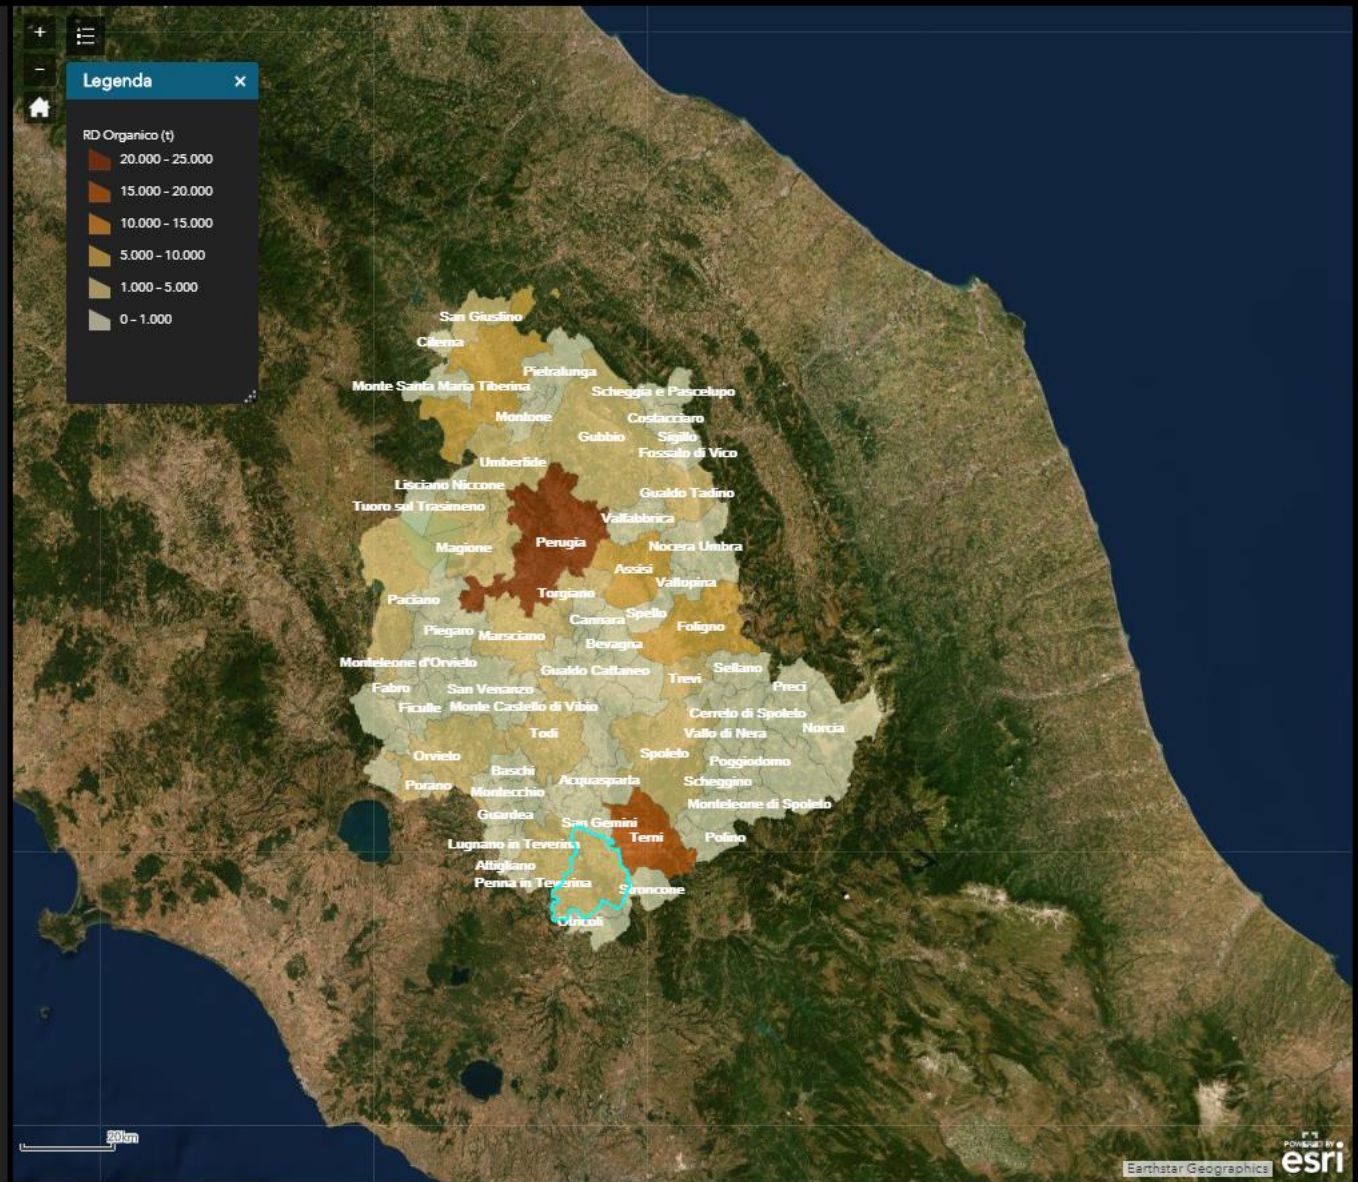 +
−
Legenda
×
RD Organico (t)
20.000 – 25.000
15.000 – 20.000
10.000 – 15.000
5.000 – 10.000
1.000 – 5.000
0 – 1.000
San Giustino
Citerna
Pietralunga
Monte Santa Maria Tiberina
Scheggia e Pascelupo
Montone
Costacciaro
Gubbio
Sigillo
Fossato di Vico
Umbertide
Lisciano Niccone
Gualdo Tadino
Tuoro sul Trasimeno
Valfabbrica
Perugia
Magione
Nocera Umbra
Assisi
Valtopina
Torgiano
Paciano
Spello
Cannara
Foligno
Piegaro
Marsciano
Bevagna
Monteleone d'Orvieto
Gualdo Cattaneo
Sellano
Trevi
Preci
Fabro
San Venanzo
Ficulle
Monte Castello di Vibio
Cerreto di Spoleto
Norcia
Todi
Vallo di Nera
Orvieto
Spoleto
Poggiodomo
Baschi
Acquasparta
Scheggino
Porano
Montecchio
Monteleone di Spoleto
Guardea
San Gemini
Terni
Polino
Lugnano in Teverina
Attigliano
Penna in Teverina
Stroncone
Otricoli
20km
Earthstar Geographics
POWERED BY
esri